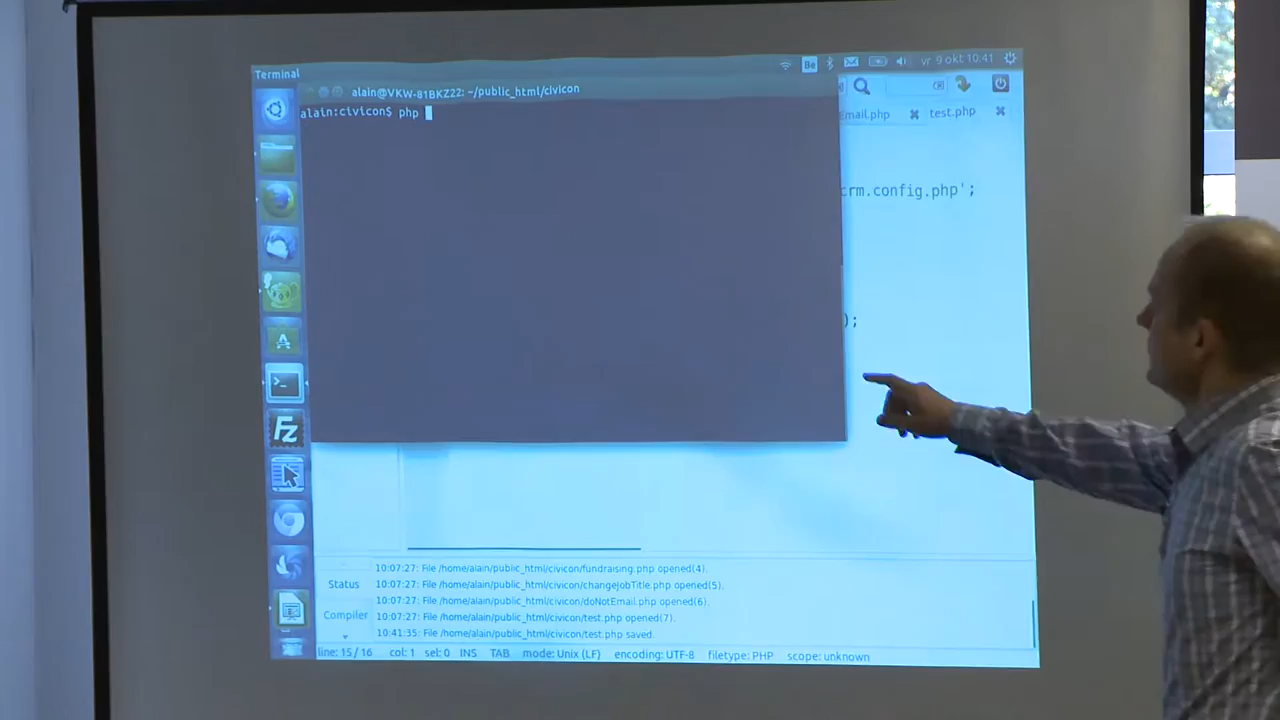 Terminal
Be
vr 9 okt 10:41
alain@VKW-81BKZ22: ~/public_html/civicon
alain:civicon$ php
Email.php
test.php
crm.config.php';
);
>_
A
Fz
Status
Compiler
10:07:27: File /home/alain/public_html/civicon/fundraising.php opened(4).
10:07:27: File /home/alain/public_html/civicon/changeJobTitle.php opened(5).
10:07:27: File /home/alain/public_html/civicon/doNotEmail.php opened(6).
10:07:27: File /home/alain/public_html/civicon/test.php opened(7).
10:41:35: File /home/alain/public_html/civicon/test.php saved.
line: 15 / 16 col: 1 sel: 0 INS TAB mode: Unix (LF) encoding: UTF-8 filetype: PHP scope: unknown